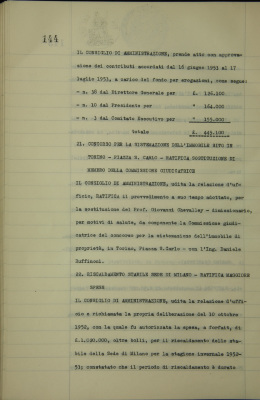 144
IL CONSIGLIO DI AMMINISTRAZIONE, prende atto con approva-
zione dei contributi accordati dal 18 giugno 1951 al 17
luglio 1951, a carico del fondo per erogazioni, come segue:
- n. 38 dal Direttore Generale per £. 126.100
- n. 10 dal Presidente per " 164.000
- n. 1 dal Comitato Esecutivo per " 155.000
totale £. 445.100
21. CONCORSO PER LA SISTEMAZIONE DELL'IMMOBILE SITO IN
TORINO - PIAZZA S. CARLO - RATIFICA SOSTITUZIONE DI
MEMBRO DELLA COMMISSIONE GIUDICATRICE
IL CONSIGLIO DI AMMINISTRAZIONE, udita la relazione d'uf-
ficio, RATIFICA il provvedimento a suo tempo adottato, per
la sostituzione del Prof. Giovanni Chevalley - dimissionario,
per motivi di salute, da componente la Commissione giudi-
catrice del concorso per la sistemazione dell'immobile di
proprietà, in Torino, Piazza S. Carlo - con l'Ing. Daniele
Ruffinoni.
22. RISCALDAMENTO STABILE SEDE DI MILANO - RATIFICA MAGGIORE
SPESA
IL CONSIGLIO DI AMMINISTRAZIONE, udita la relazione d'uffi-
cio e richiamata la propria deliberazione del 10 ottobre
1950, con la quale fu autorizzata la spesa, a forfait, di
£.1.290.000, oltre bolli, per il riscaldamento dello sta-
bile della Sede di Milano per la stagione invernale 1950-
51; constatato che il periodo di riscaldamento è durato